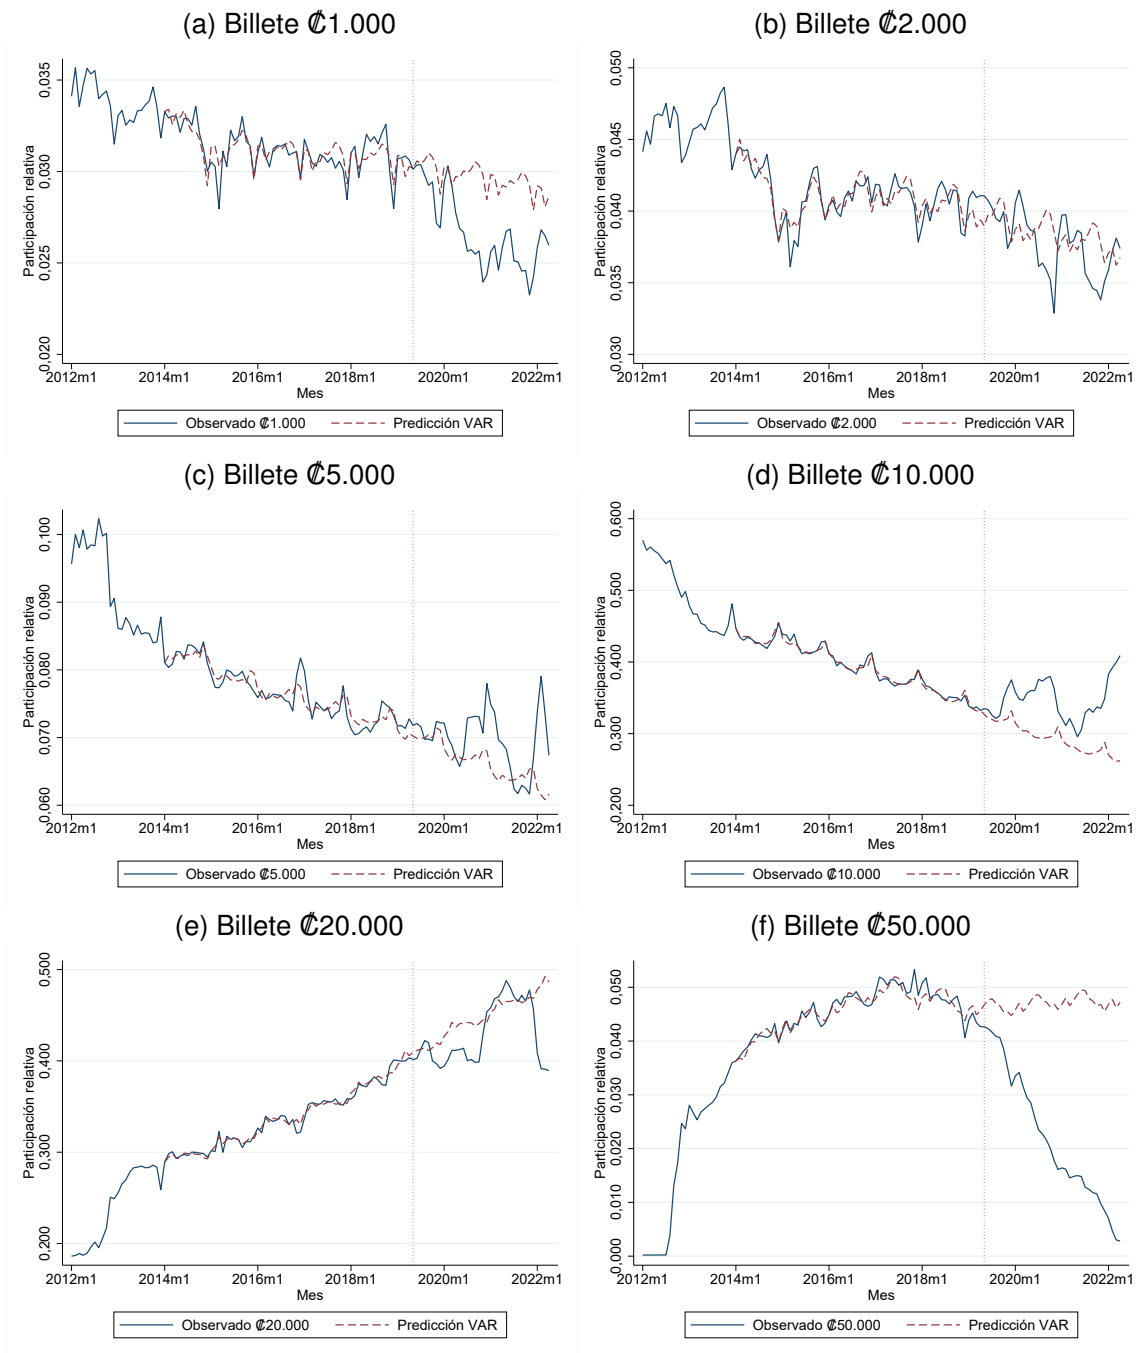 (a) Billete ₡1.000
Participación relativa
0,035
0,030
0,025
0,020
2012m1 2014m1 2016m1 2018m1 2020m1 2022m1
Mes
Observado ₡1.000 Predicción VAR
(b) Billete ₡2.000
Participación relativa
0,050
0,045
0,040
0,035
0,030
2012m1 2014m1 2016m1 2018m1 2020m1 2022m1
Mes
Observado ₡2.000 Predicción VAR
(c) Billete ₡5.000
Participación relativa
0,100
0,090
0,080
0,070
0,060
2012m1 2014m1 2016m1 2018m1 2020m1 2022m1
Mes
Observado ₡5.000 Predicción VAR
(d) Billete ₡10.000
Participación relativa
0,600
0,500
0,400
0,300
0,200
2012m1 2014m1 2016m1 2018m1 2020m1 2022m1
Mes
Observado ₡10.000 Predicción VAR
(e) Billete ₡20.000
Participación relativa
0,500
0,400
0,300
0,200
2012m1 2014m1 2016m1 2018m1 2020m1 2022m1
Mes
Observado ₡20.000 Predicción VAR
(f) Billete ₡50.000
Participación relativa
0,050
0,040
0,030
0,020
0,010
0,000
2012m1 2014m1 2016m1 2018m1 2020m1 2022m1
Mes
Observado ₡50.000 Predicción VAR